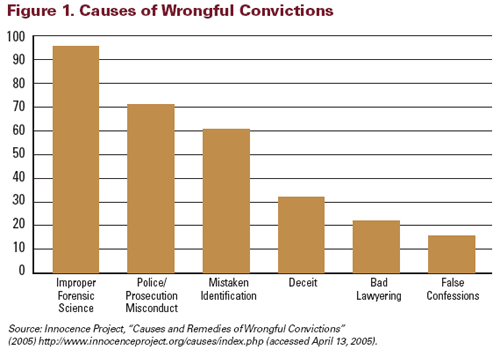 Figure 1. Causes of Wrongful Convictions
100
90
80
70
60
50
40
30
20
10
0
Improper
Forensic
Science
Police/
Prosecution
Misconduct
Mistaken
Identification
Deceit
Bad
Lawyering
False
Confessions
Source: Innocence Project, “Causes and Remedies of Wrongful Convictions”
(2005) http://www.innocenceproject.org/causes/index.php (accessed April 13, 2005).